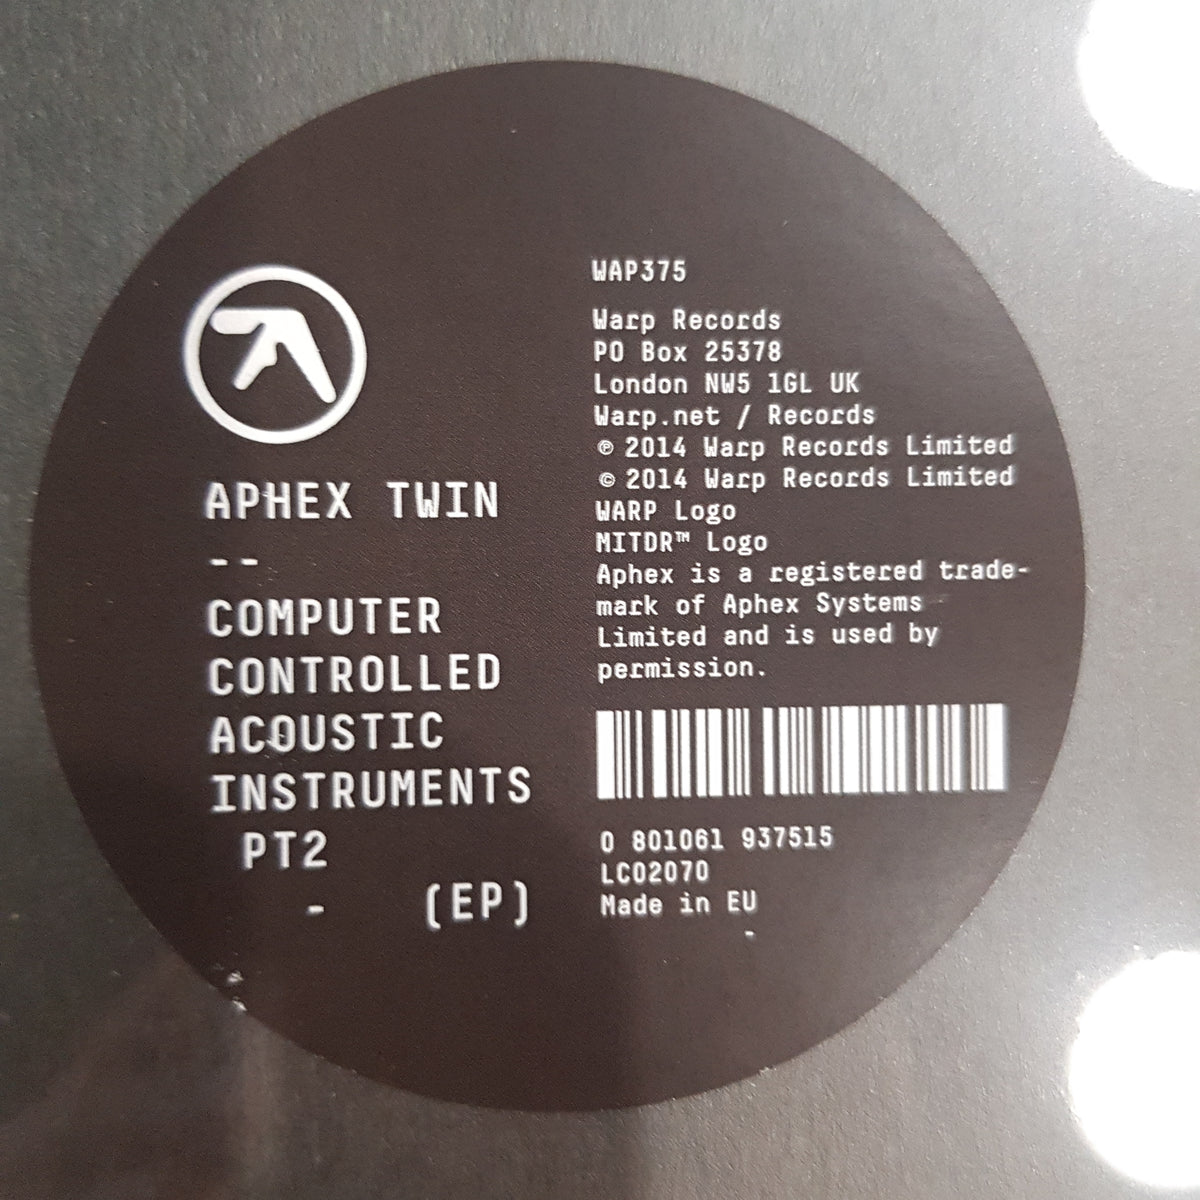 APHEX TWIN
--
COMPUTER
CONTROLLED
ACOUSTIC
INSTRUMENTS
PT2
- (EP)
WAP375
Warp Records
PO Box 25378
London NW5 1GL UK
Warp.net / Records
℗ 2014 Warp Records Limited
© 2014 Warp Records Limited
WARP Logo
MITDR™ Logo
Aphex is a registered trade-
mark of Aphex Systems
Limited and is used by
permission.
0 801061 937515
LC02070
Made in EU